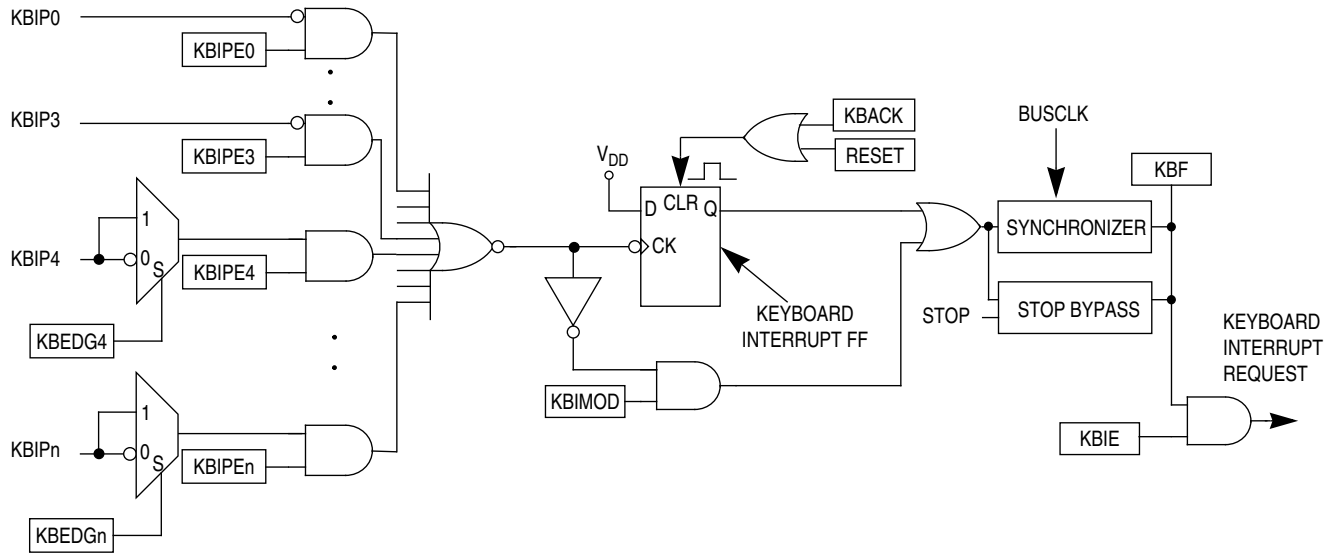 KBIP0
KBIPE0
KBIP3
KBIPE3
KBACK
RESET
BUSCLK
VDD
KBF
D
CLR
Q
CK
1
0
S
KBIP4
KBIPE4
KBEDG4
SYNCHRONIZER
STOP
STOP BYPASS
KEYBOARD
INTERRUPT FF
KEYBOARD
INTERRUPT
REQUEST
KBIMOD
KBIE
1
0
S
KBIPn
KBIPEn
KBEDGn